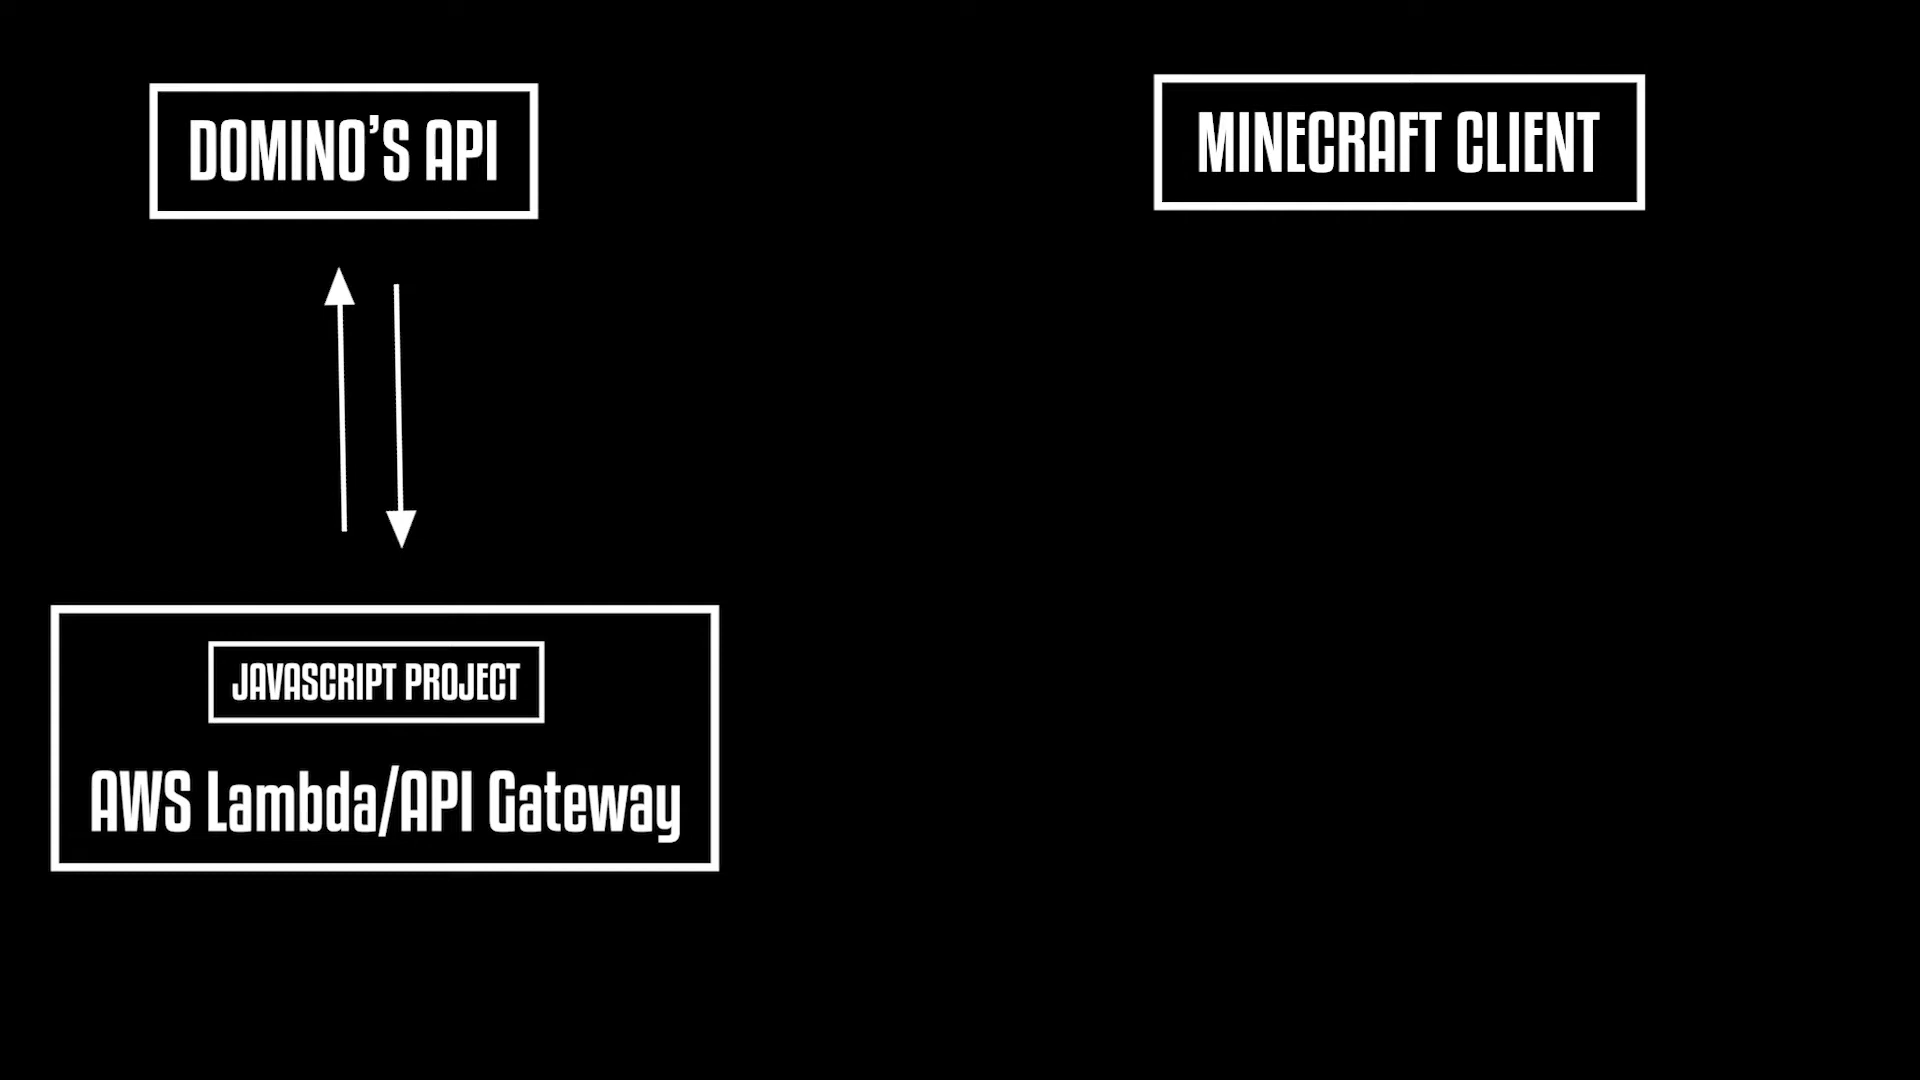 DOMINO’S API
MINECRAFT CLIENT
JAVASCRIPT PROJECT
AWS Lambda/API Gateway